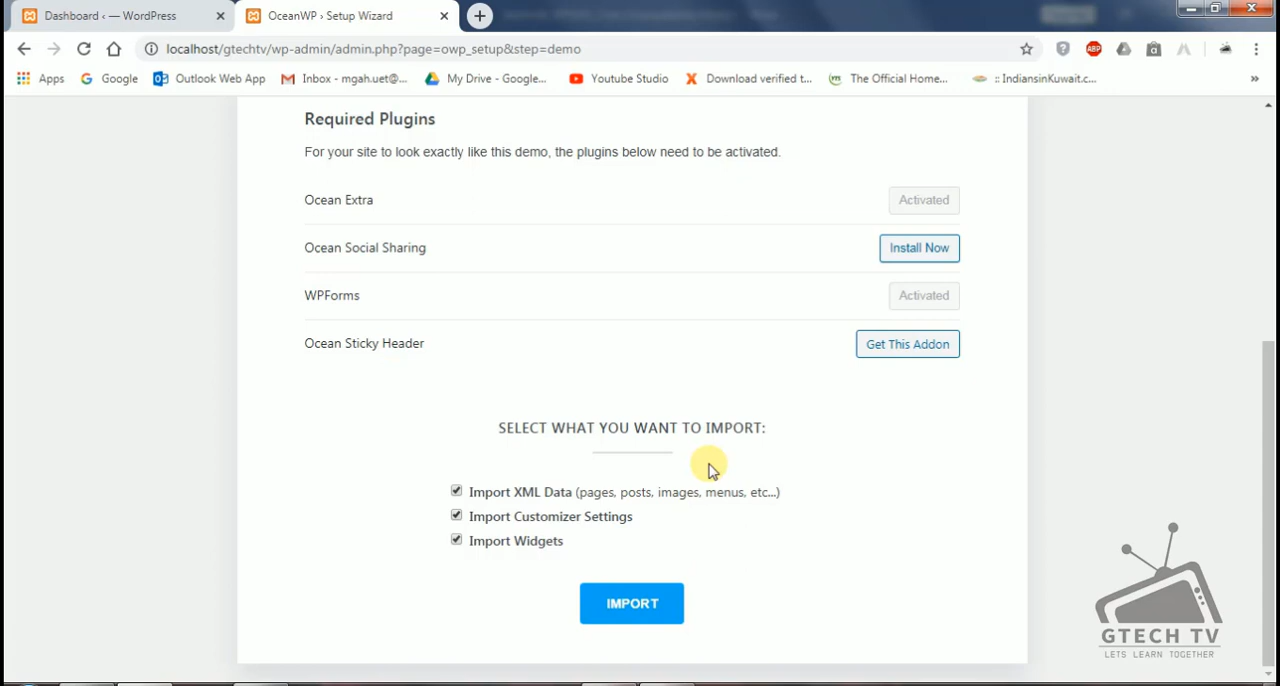 Dashboard ‹ — WordPress
OceanWP › Setup Wizard
localhost/gtechtv/wp-admin/admin.php?page=owp_setup&step=demo
ABP
Apps
Google
Outlook Web App
Inbox - mgah.uet@...
My Drive - Google...
Youtube Studio
Download verified t...
The Official Home...
:: IndiansinKuwait.c...
»
Required Plugins
For your site to look exactly like this demo, the plugins below need to be activated.
Ocean Extra
Activated
Ocean Social Sharing
Install Now
WPForms
Activated
Ocean Sticky Header
Get This Addon
SELECT WHAT YOU WANT TO IMPORT:
Import XML Data (pages, posts, images, menus, etc...)
Import Customizer Settings
Import Widgets
IMPORT
GTECH TV
LETS LEARN TOGETHER